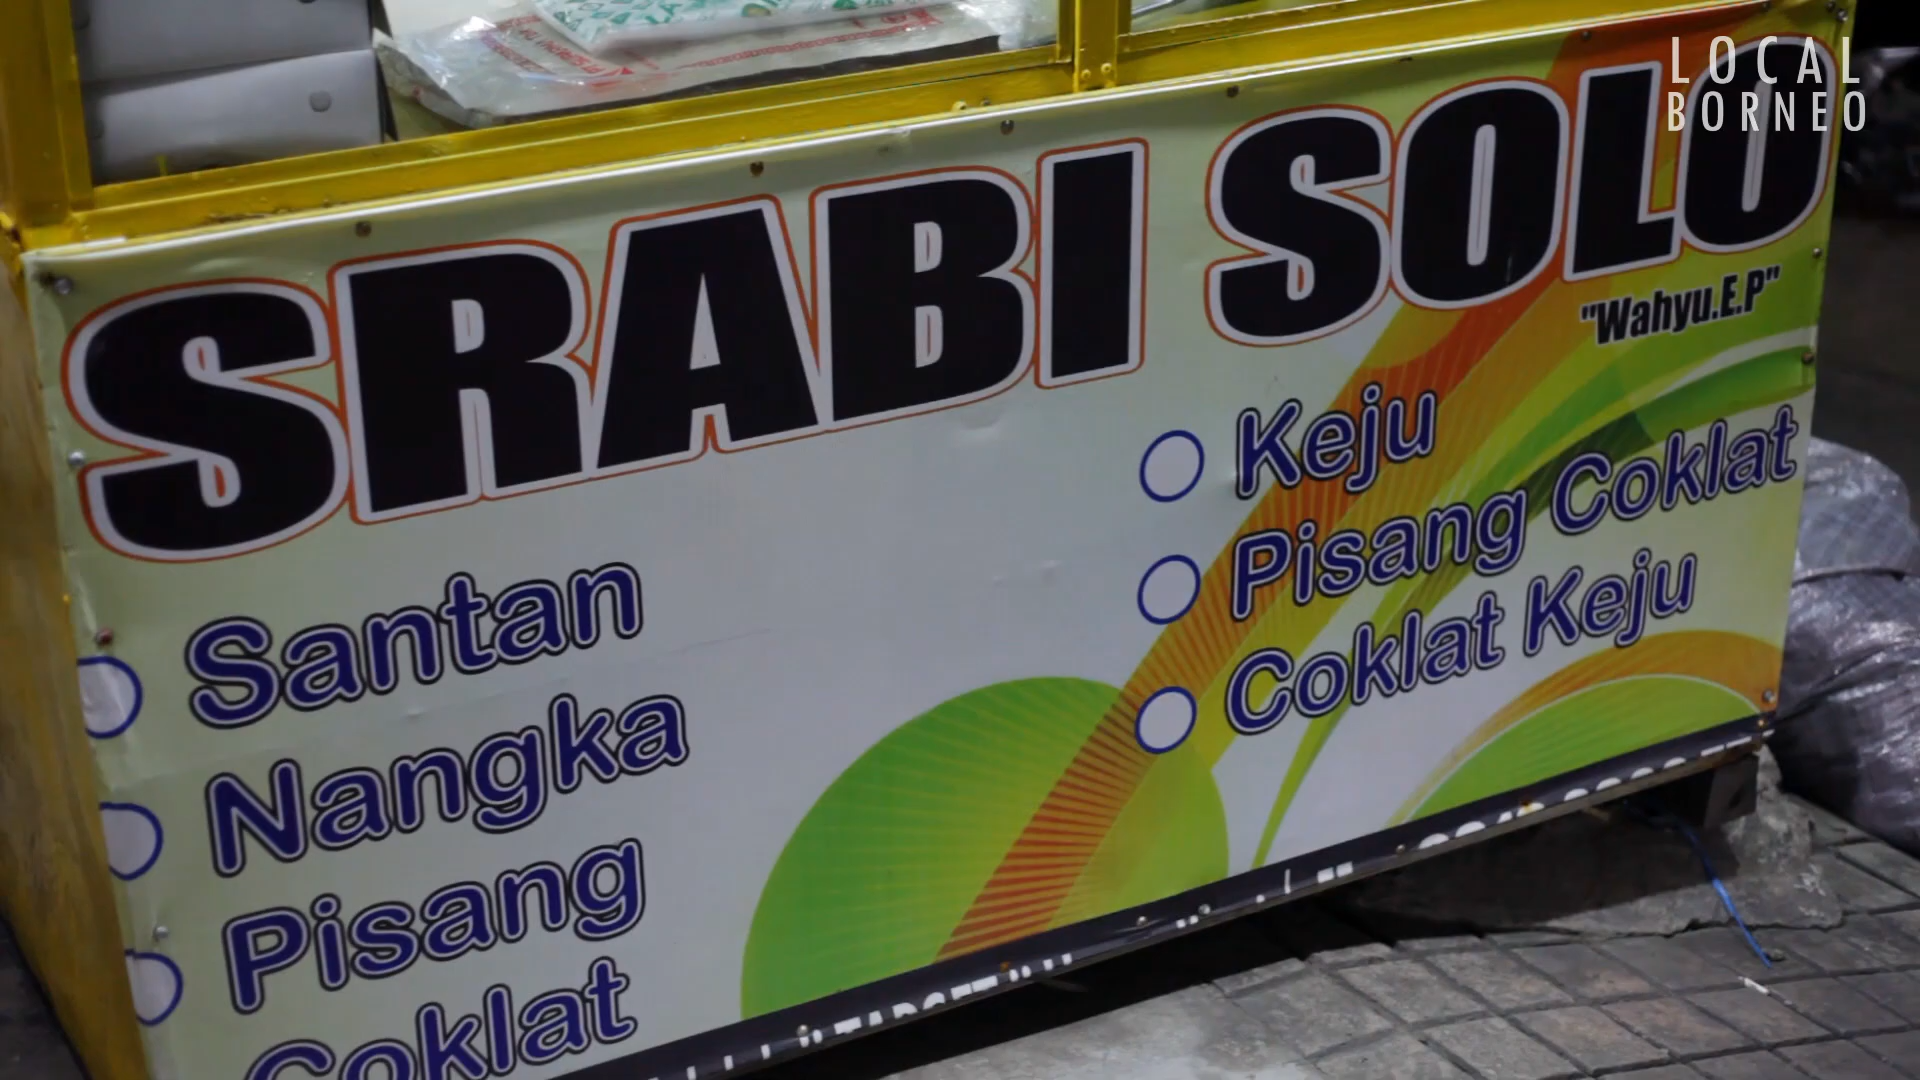 LOCAL
BORNEO
SRABI SOLO
"Wahyu.E.P"
Santan
Nangka
Pisang
Coklat
Keju
Pisang Coklat
Coklat Keju